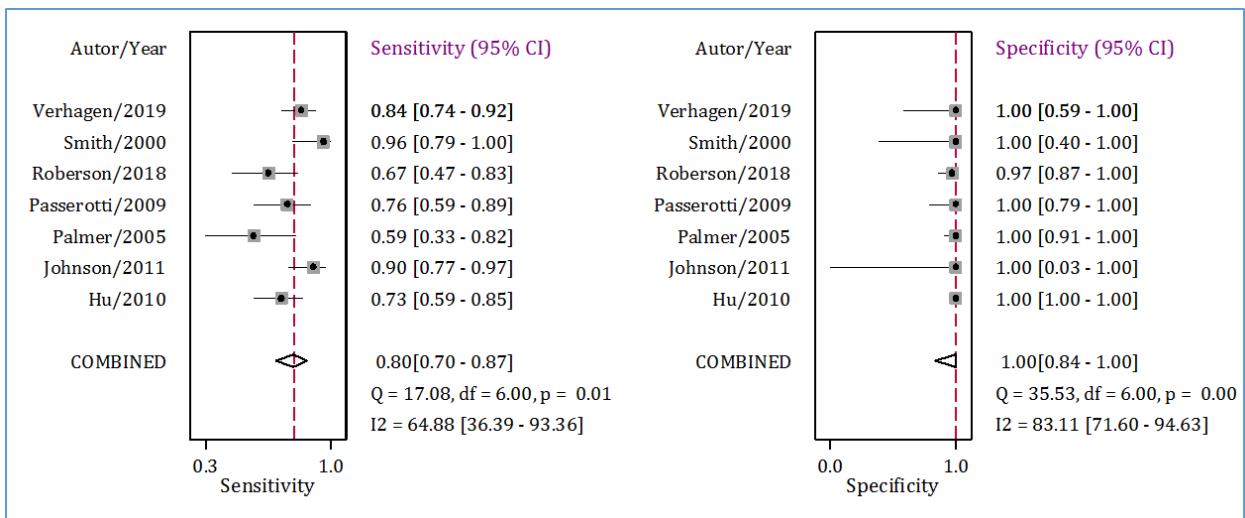 Autor/Year Sensitivity (95% CI)
Verhagen/2019 0.84 [0.74 - 0.92]
Smith/2000 0.96 [0.79 - 1.00]
Roberson/2018 0.67 [0.47 - 0.83]
Passerotti/2009 0.76 [0.59 - 0.89]
Palmer/2005 0.59 [0.33 - 0.82]
Johnson/2011 0.90 [0.77 - 0.97]
Hu/2010 0.73 [0.59 - 0.85]
COMBINED 0.80[0.70 - 0.87]
Q = 17.08, df = 6.00, p = 0.01
I2 = 64.88 [36.39 - 93.36]
0.3 1.0
Sensitivity
Autor/Year Specificity (95% CI)
Verhagen/2019 1.00 [0.59 - 1.00]
Smith/2000 1.00 [0.40 - 1.00]
Roberson/2018 0.97 [0.87 - 1.00]
Passerotti/2009 1.00 [0.79 - 1.00]
Palmer/2005 1.00 [0.91 - 1.00]
Johnson/2011 1.00 [0.03 - 1.00]
Hu/2010 1.00 [1.00 - 1.00]
COMBINED 1.00[0.84 - 1.00]
Q = 35.53, df = 6.00, p = 0.00
I2 = 83.11 [71.60 - 94.63]
0.0 1.0
Specificity